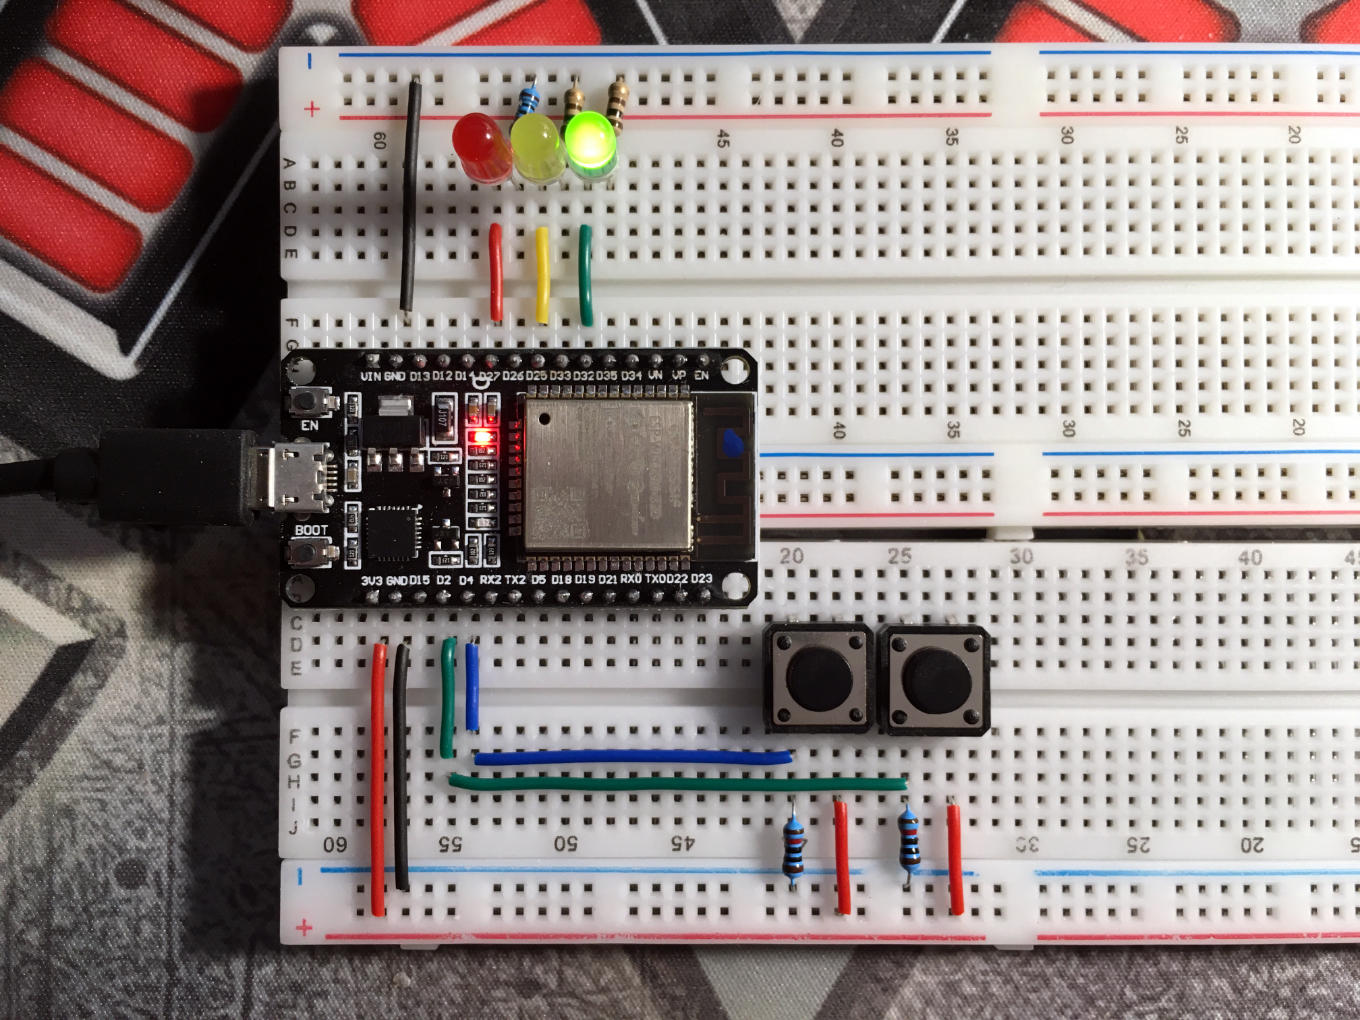 -
+
60 45 40 35 30 25 20
A
B
C
D
E
F
G
VIN GND D13 D12 D14 D27 D26 D25 D33 D32 D35 D34 VN VP EN
EN
J107
40 35 30 25 20
BOOT
3V3 GND D15 D2 D4 RX2 TX2 D5 D18 D19 D21 RX0 TX0 D22 D23
20 25 30 35 40 45
C
D
E
F
G
H
I
J
60 55 50 45 30 25 20
-
+